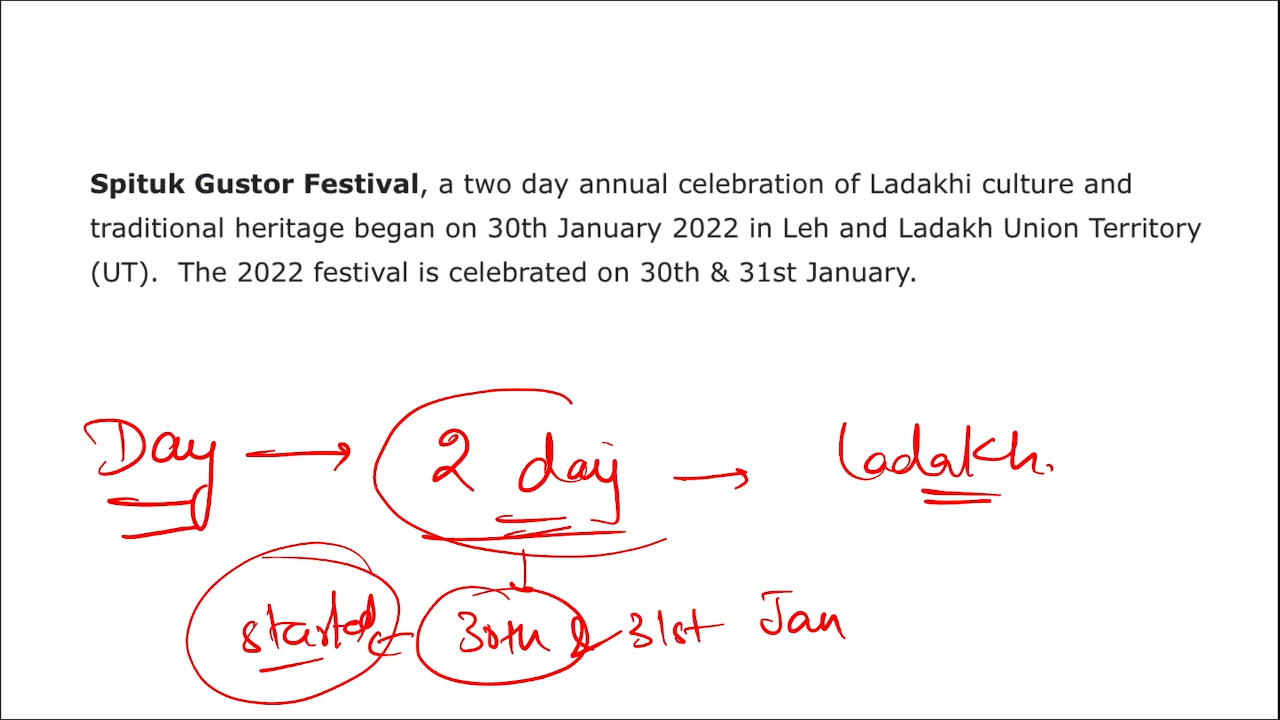 Spituk Gustor Festival, a two day annual celebration of Ladakhi culture and
traditional heritage began on 30th January 2022 in Leh and Ladakh Union Territory
(UT).  The 2022 festival is celebrated on 30th & 31st January.
Day → 2 day → Ladakh.
started ← 30th & 31st Jan